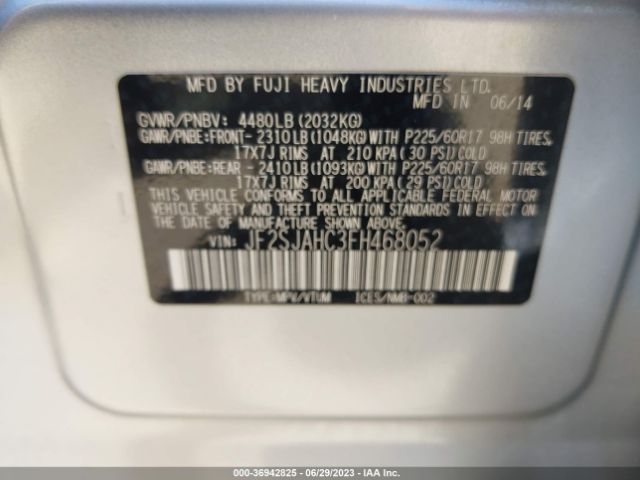 MFD BY FUJI HEAVY INDUSTRIES LTD.
MFD IN 06/14
GVWR/PNBV: 4480LB (2032KG)
GAWR/PNBE:FRONT- 2310LB (1048KG) WITH P225/60R17 98H TIRES,
17X7J RIMS AT 210 KPA (30 PSI) COLD
GAWR/PNBE:REAR - 2410LB (1093KG) WITH P225/60R17 98H TIRES,
17X7J RIMS AT 200 KPA (29 PSI) COLD
THIS VEHICLE CONFORMS TO ALL APPLICABLE FEDERAL MOTOR
VEHICLE SAFETY AND THEFT PREVENTION STANDARDS IN EFFECT ON
THE DATE OF MANUFACTURE SHOWN ABOVE.
VIN: JF2SJAHC3FH468052
TYPE:MPV/VTUM ICES/NMB-002
000-36942825 - 06/29/2023 - IAA Inc.